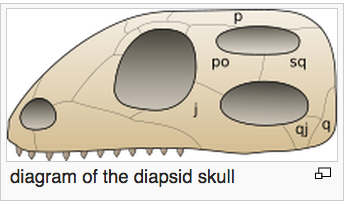 p
po sq
j
qj q
diagram of the diapsid skull